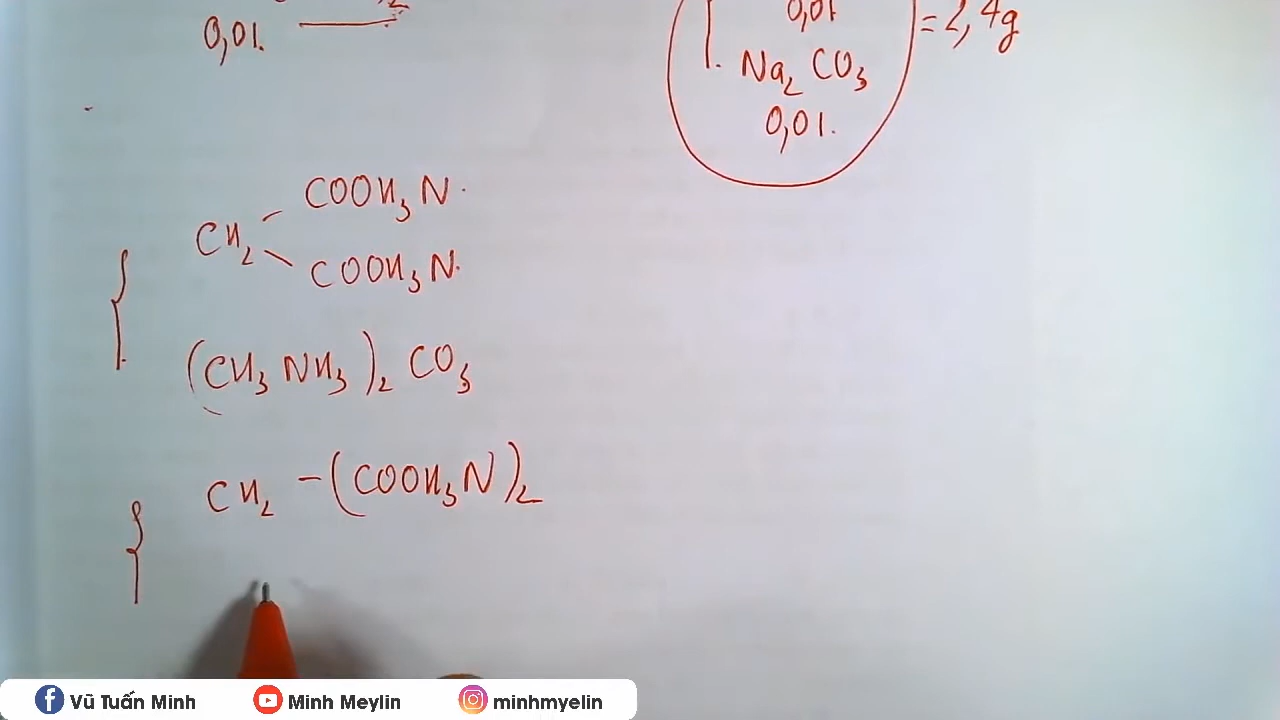 0,01
0,01.
= 2,4g
Na₂CO₃
0,01.
COOH₃N.
CH₂
COOH₃N.
(CH₃NH₃)₂CO₃
CH₂ - (COOH₃N)₂
Vũ Tuấn Minh
Minh Meylin
minhmyelin